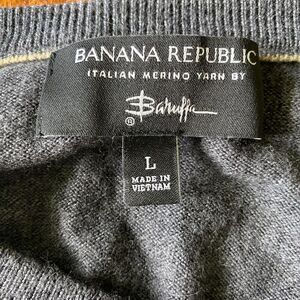 BANANA REPUBLIC
ITALIAN MERINO YARN BY
Baruffa
®
L
MADE IN
VIETNAM